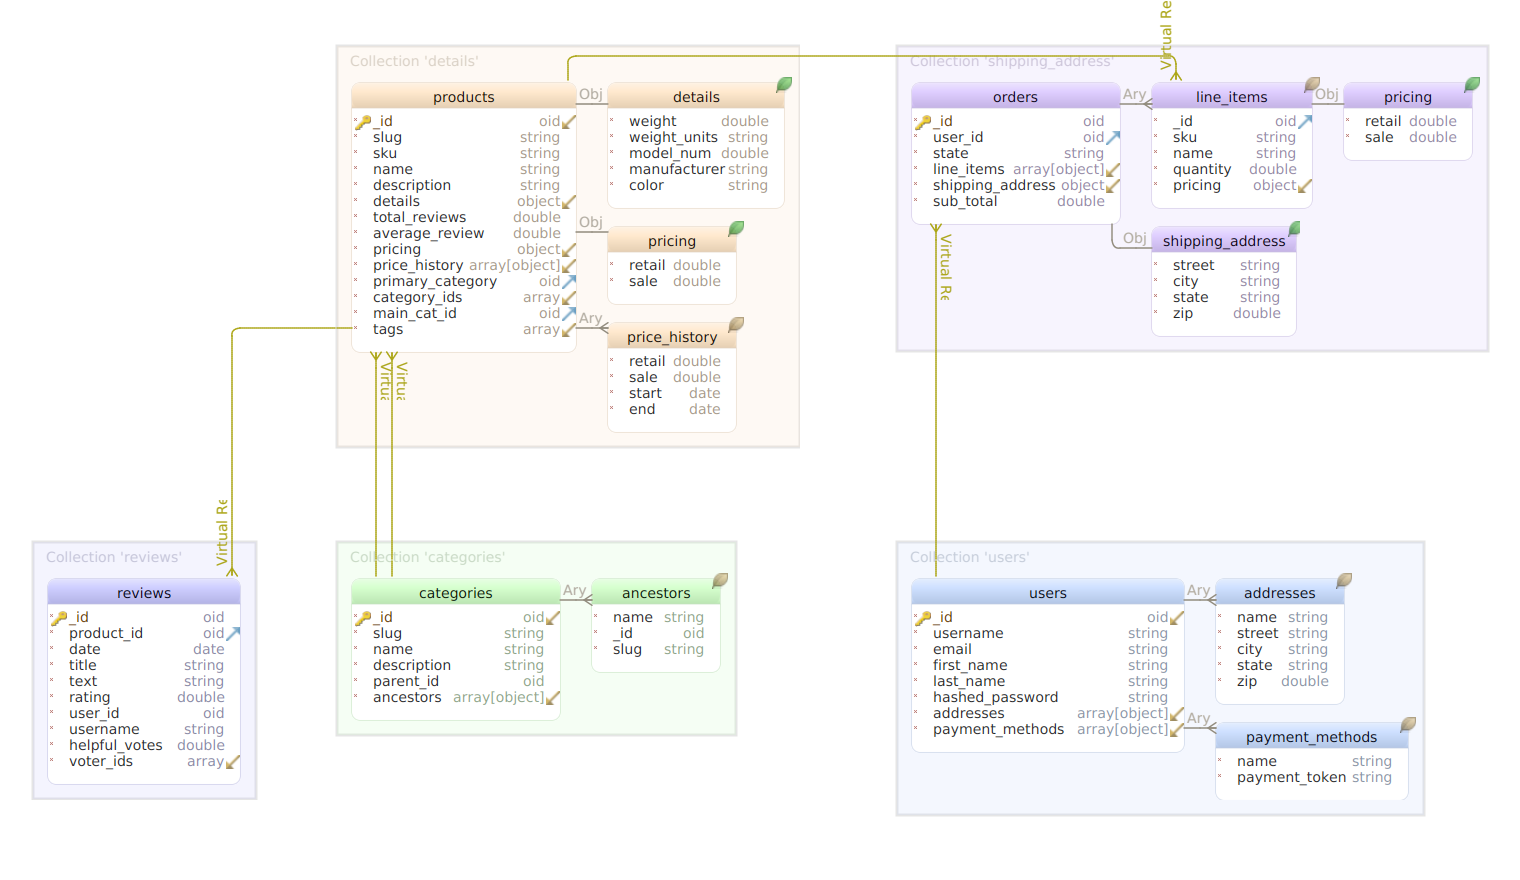 Virtual Re
Collection 'details'
products
_id oid
slug string
sku string
name string
description string
details object
total_reviews double
average_review double
pricing object
price_history array[object]
primary_category oid
category_ids array
main_cat_id oid
tags array
Obj
details
weight double
weight_units string
model_num double
manufacturer string
color string
Obj
pricing
retail double
sale double
Ary
price_history
retail double
sale double
start date
end date
Collection 'shipping_address'
orders
_id oid
user_id oid
state string
line_items array[object]
shipping_address object
sub_total double
Ary
line_items
_id oid
sku string
name string
quantity double
pricing object
Obj
pricing
retail double
sale double
Obj
shipping_address
street string
city string
state string
zip double
Virtual Re
Virtua
Virtua
Virtual Re
Collection 'reviews'
reviews
_id oid
product_id oid
date date
title string
text string
rating double
user_id oid
username string
helpful_votes double
voter_ids array
Collection 'categories'
categories
_id oid
slug string
name string
description string
parent_id oid
ancestors array[object]
Ary
ancestors
name string
_id oid
slug string
Collection 'users'
users
_id oid
username string
email string
first_name string
last_name string
hashed_password string
addresses array[object]
payment_methods array[object]
Ary
addresses
name string
street string
city string
state string
zip double
Ary
payment_methods
name string
payment_token string